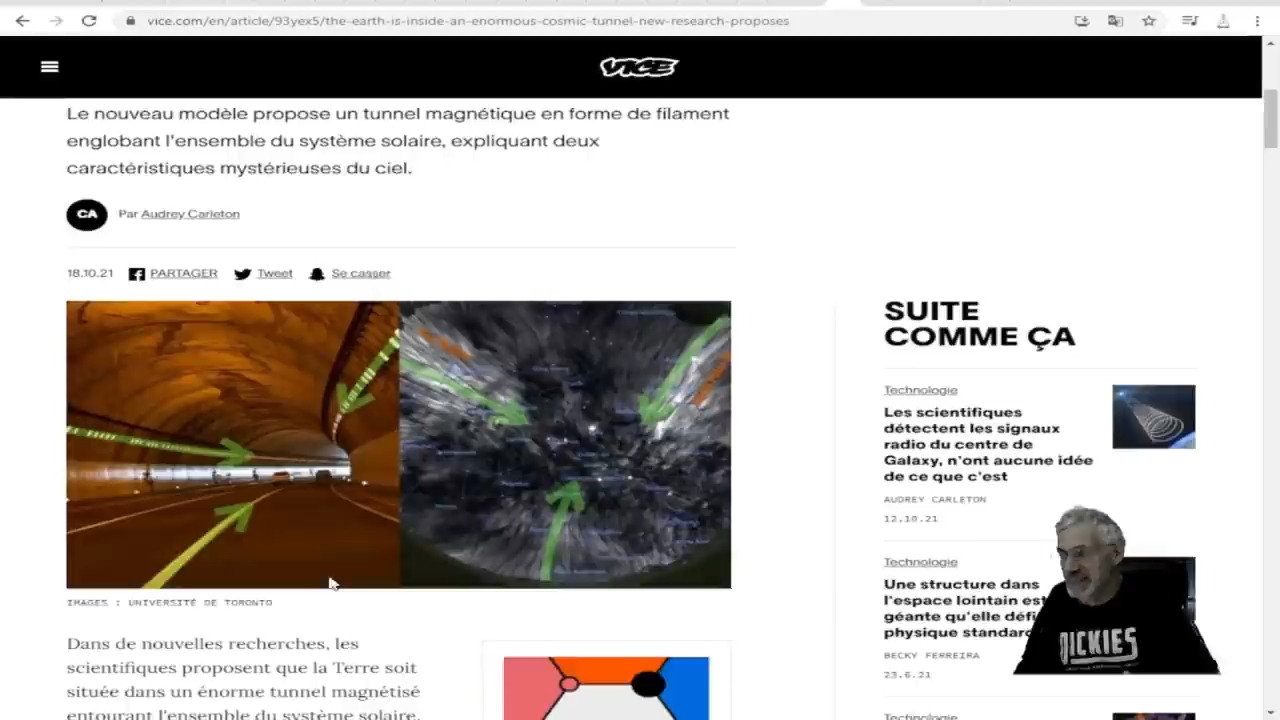 vice.com/en/article/93yex5/the-earth-is-inside-an-enormous-cosmic-tunnel-new-research-proposes
VICE
Le nouveau modèle propose un tunnel magnétique en forme de filament
englobant l'ensemble du système solaire, expliquant deux
caractéristiques mystérieuses du ciel.
CA
Par Audrey Carleton
18.10.21
PARTAGER
Tweet
Se casser
IMAGES : UNIVERSITÉ DE TORONTO
Dans de nouvelles recherches, les
scientifiques proposent que la Terre soit
située dans un énorme tunnel magnétisé
entourant l'ensemble du système solaire.
SUITE
COMME ÇA
Technologie
Les scientifiques
détectent les signaux
radio du centre de
Galaxy, n'ont aucune idée
de ce que c'est
AUDREY CARLETON
12.10.21
Technologie
Une structure dans
l'espace lointain est
géante qu'elle
physique
BECKY FERREIRA
23.6.21
Technologie
DICKIES